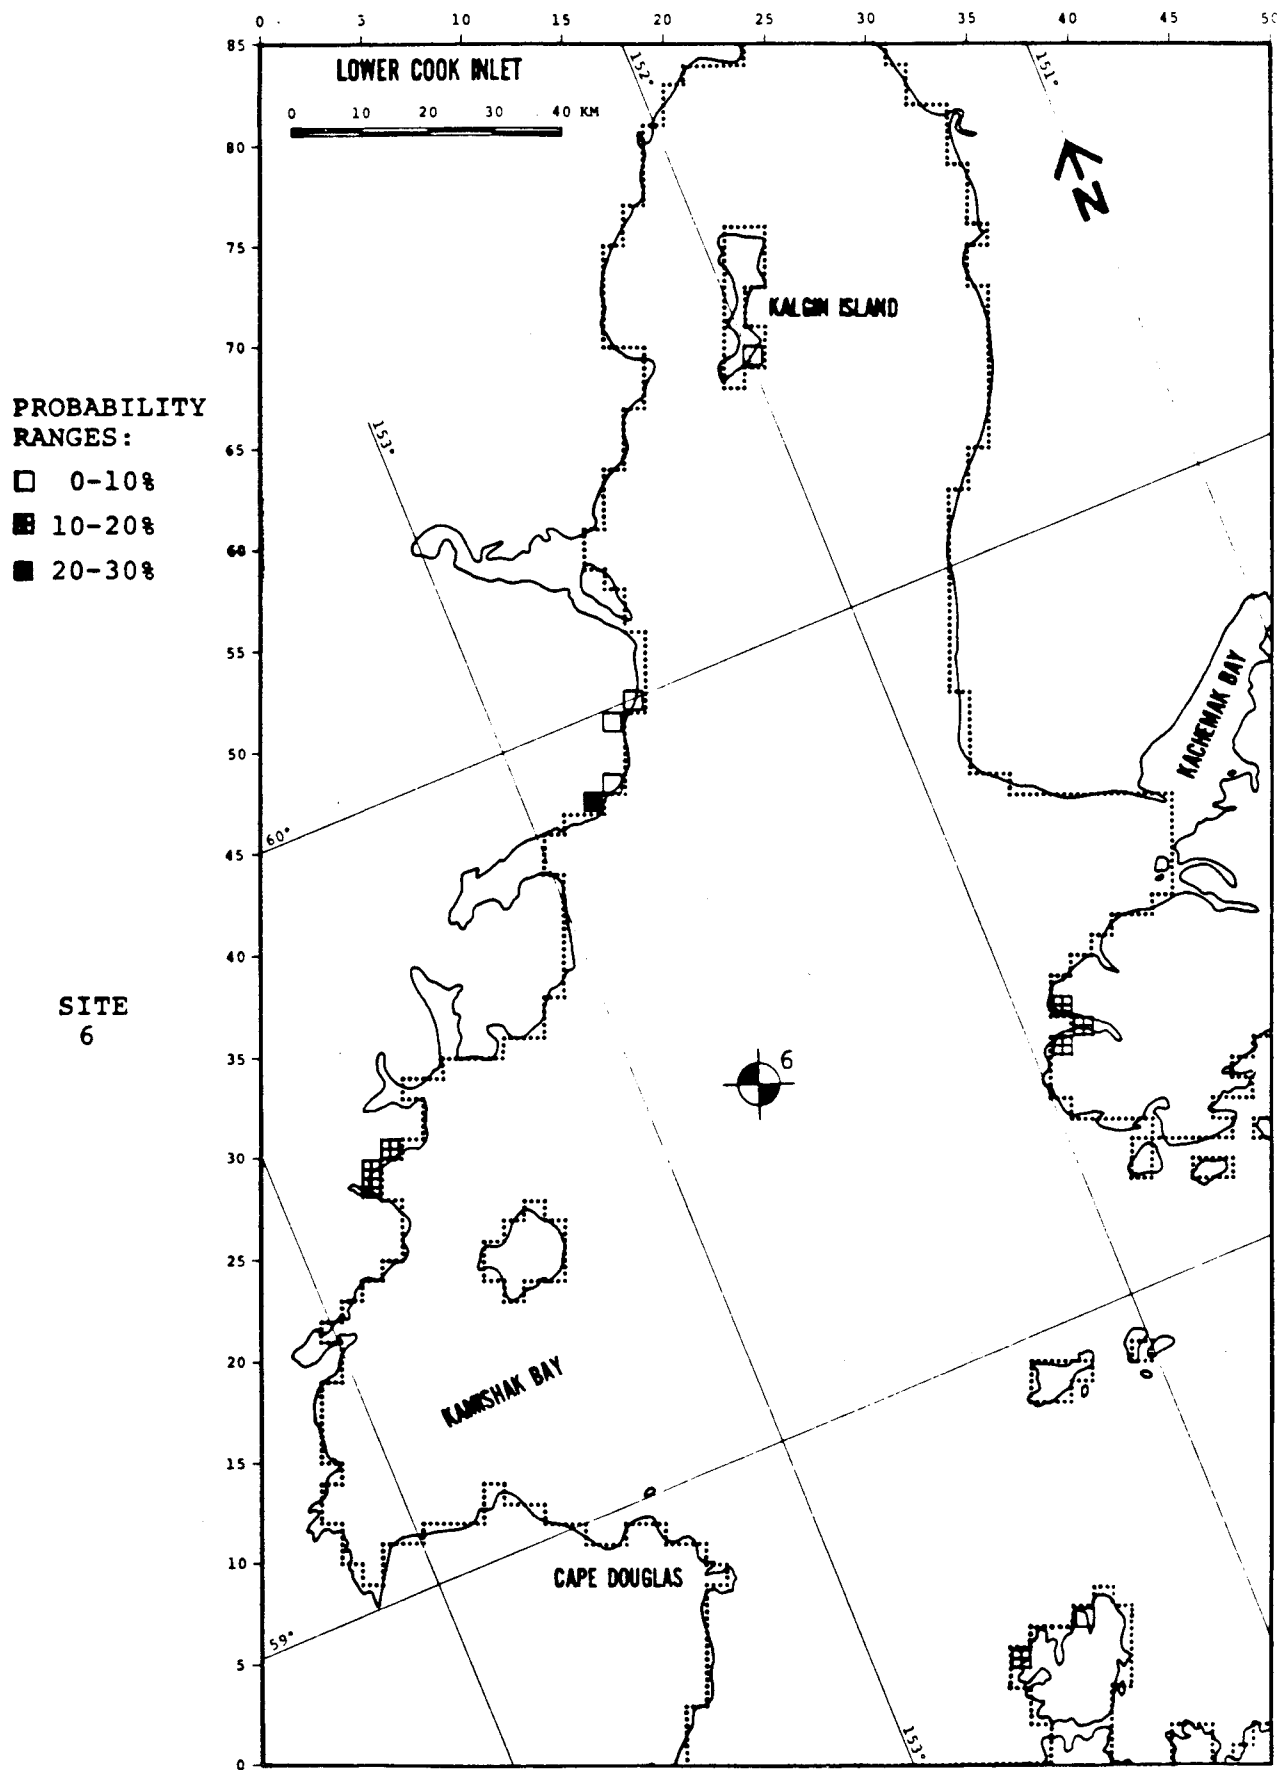 0 5 10 15 20 25 30 35 40 45 50
85
LOWER COOK INLET
0 10 20 30 40 KM
152°
151°
N
80
75
KALGIN ISLAND
70
PROBABILITY
RANGES:
0-10%
10-20%
20-30%
153°
65
60
55
KACHEMAK BAY
50
60°
45
40
SITE
6
35
6
30
25
20
KAMISHAK BAY
15
10
CAPE DOUGLAS
59°
5
153°
0